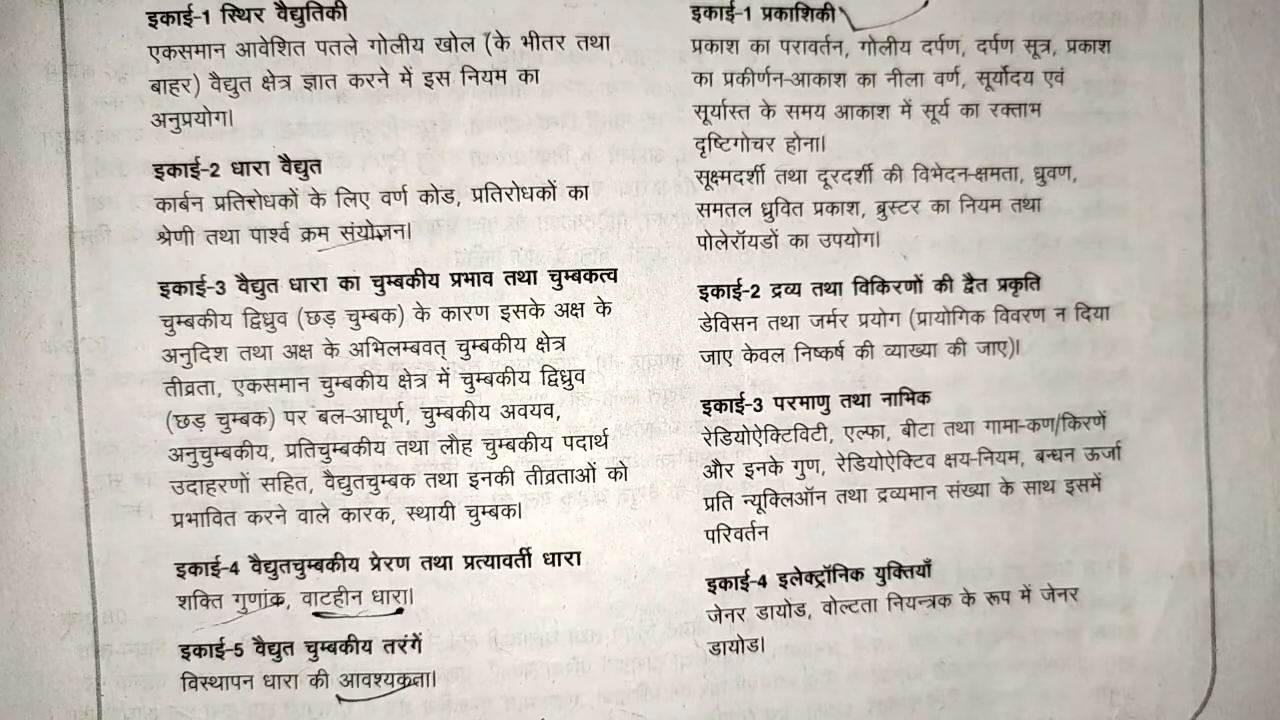 इकाई-1 स्थिर वैद्युतिकी
एकसमान आवेशित पतले गोलीय खोल (के भीतर तथा
बाहर) वैद्युत क्षेत्र ज्ञात करने में इस नियम का
अनुप्रयोग।
इकाई-2 धारा वैद्युत
कार्बन प्रतिरोधकों के लिए वर्ण कोड, प्रतिरोधकों का
श्रेणी तथा पार्श्व क्रम संयोजन।
इकाई-3 वैद्युत धारा का चुम्बकीय प्रभाव तथा चुम्बकत्व
चुम्बकीय द्विध्रुव (छड़ चुम्बक) के कारण इसके अक्ष के
अनुदिश तथा अक्ष के अभिलम्बवत् चुम्बकीय क्षेत्र
तीव्रता, एकसमान चुम्बकीय क्षेत्र में चुम्बकीय द्विध्रुव
(छड़ चुम्बक) पर बल-आघूर्ण, चुम्बकीय अवयव,
अनुचुम्बकीय, प्रतिचुम्बकीय तथा लौह चुम्बकीय पदार्थ
उदाहरणों सहित, वैद्युतचुम्बक तथा इनकी तीव्रताओं को
प्रभावित करने वाले कारक, स्थायी चुम्बक।
इकाई-4 वैद्युतचुम्बकीय प्रेरण तथा प्रत्यावर्ती धारा
शक्ति गुणांक, वाटहीन धारा।
इकाई-5 वैद्युत चुम्बकीय तरंगें
विस्थापन धारा की आवश्यकता।
इकाई-1 प्रकाशिकी
प्रकाश का परावर्तन, गोलीय दर्पण, दर्पण सूत्र, प्रकाश
का प्रकीर्णन-आकाश का नीला वर्ण, सूर्योदय एवं
सूर्यास्त के समय आकाश में सूर्य का रक्ताम
दृष्टिगोचर होना।
सूक्ष्मदर्शी तथा दूरदर्शी की विभेदन-क्षमता, ध्रुवण,
समतल ध्रुवित प्रकाश, ब्रुस्टर का नियम तथा
पोलेरॉयडों का उपयोग।
इकाई-2 द्रव्य तथा विकिरणों की द्वैत प्रकृति
डेविसन तथा जर्मर प्रयोग (प्रायोगिक विवरण न दिया
जाए केवल निष्कर्ष की व्याख्या की जाए)।
इकाई-3 परमाणु तथा नाभिक
रेडियोऐक्टिविटी, एल्फा, बीटा तथा गामा-कण/किरणें
और इनके गुण, रेडियोऐक्टिव क्षय-नियम, बन्धन ऊर्जा
प्रति न्यूक्लिऑन तथा द्रव्यमान संख्या के साथ इसमें
परिवर्तन
इकाई-4 इलेक्ट्रॉनिक युक्तियाँ
जेनर डायोड, वोल्टता नियन्त्रक के रूप में जेनर
डायोड।